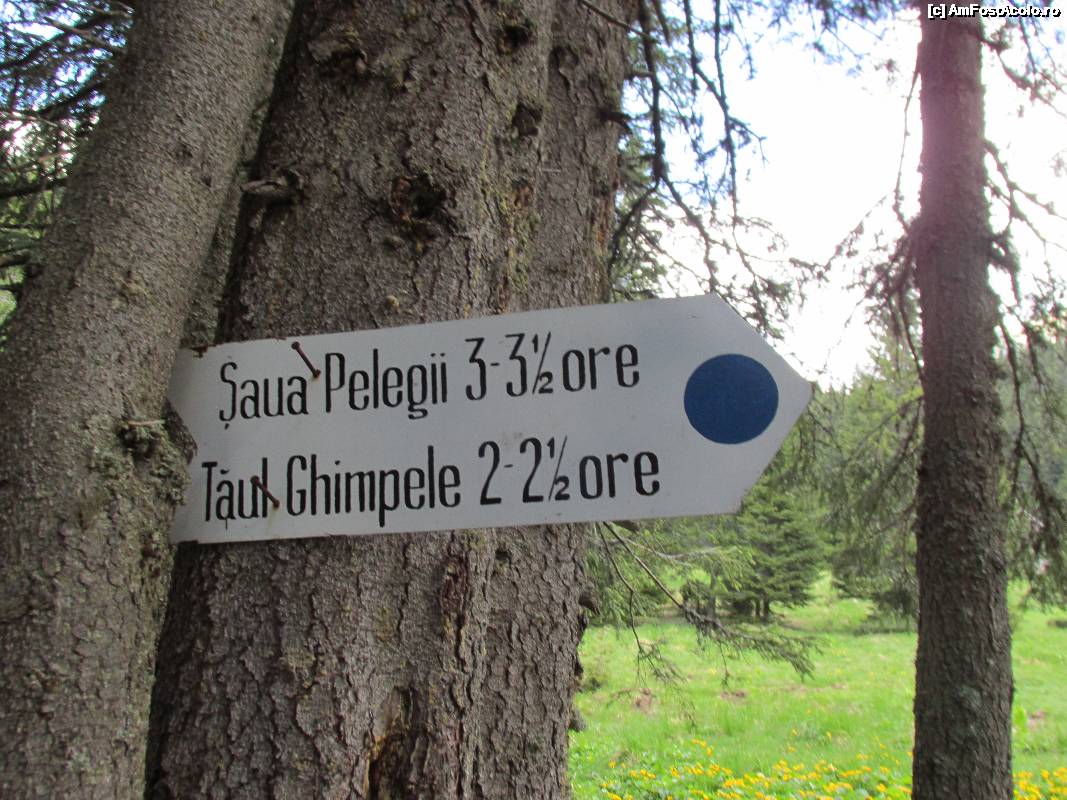 [c] AmFostAcolo.ro
Șaua Pelegii 3-3½ ore
Tăul Ghimpele 2-2½ ore